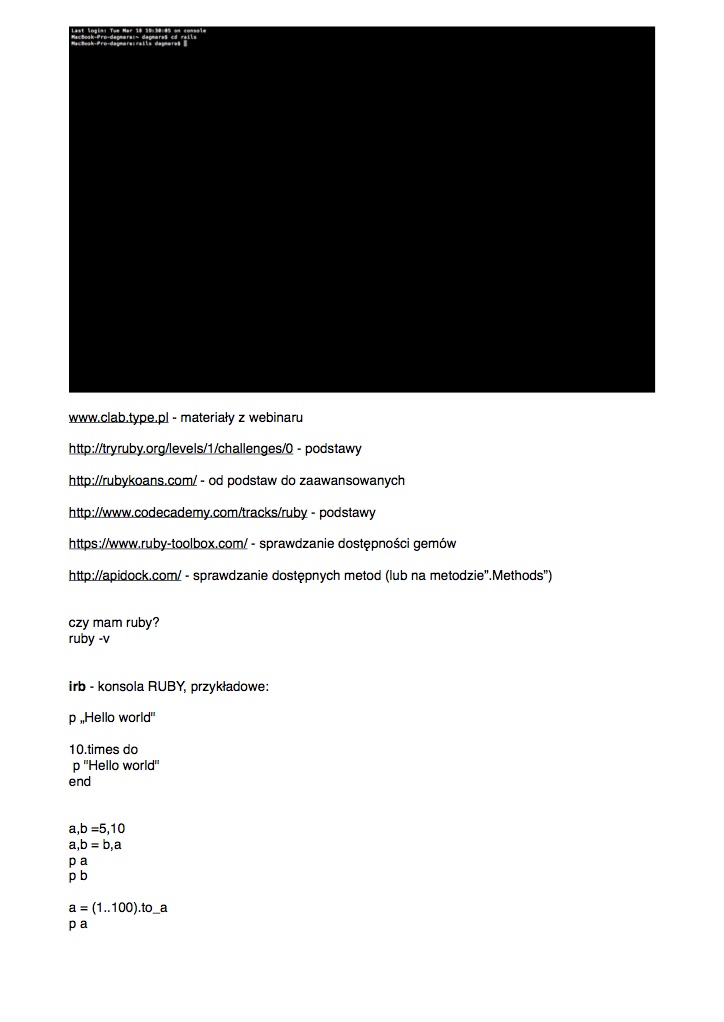 Last login: Tue Mar 18 19:30:05 on console
MacBook-Pro-dagmara:~ dagmara$ cd rails
MacBook-Pro-dagmara:rails dagmara$
www.clab.type.pl - materiały z webinaru
http://tryruby.org/levels/1/challenges/0 - podstawy
http://rubykoans.com/ - od podstaw do zaawansowanych
http://www.codecademy.com/tracks/ruby - podstawy
https://www.ruby-toolbox.com/ - sprawdzanie dostępności gemów
http://apidock.com/ - sprawdzanie dostępnych metod (lub na metodzie”.Methods”)
czy mam ruby?
ruby -v
irb - konsola RUBY, przykładowe:
p „Hello world"
10.times do
p "Hello world"
end
a,b =5,10
a,b = b,a
p a
p b
a = (1..100).to_a
p a